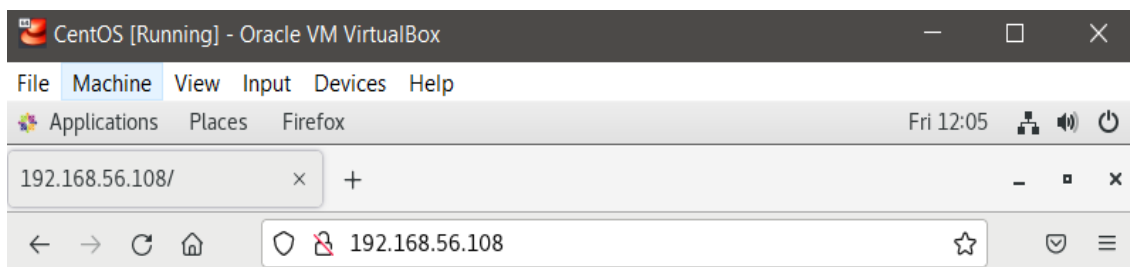 CentOS [Running] - Oracle VM VirtualBox
File Machine View Input Devices Help
Applications Places Firefox Fri 12:05
192.168.56.108/
192.168.56.108